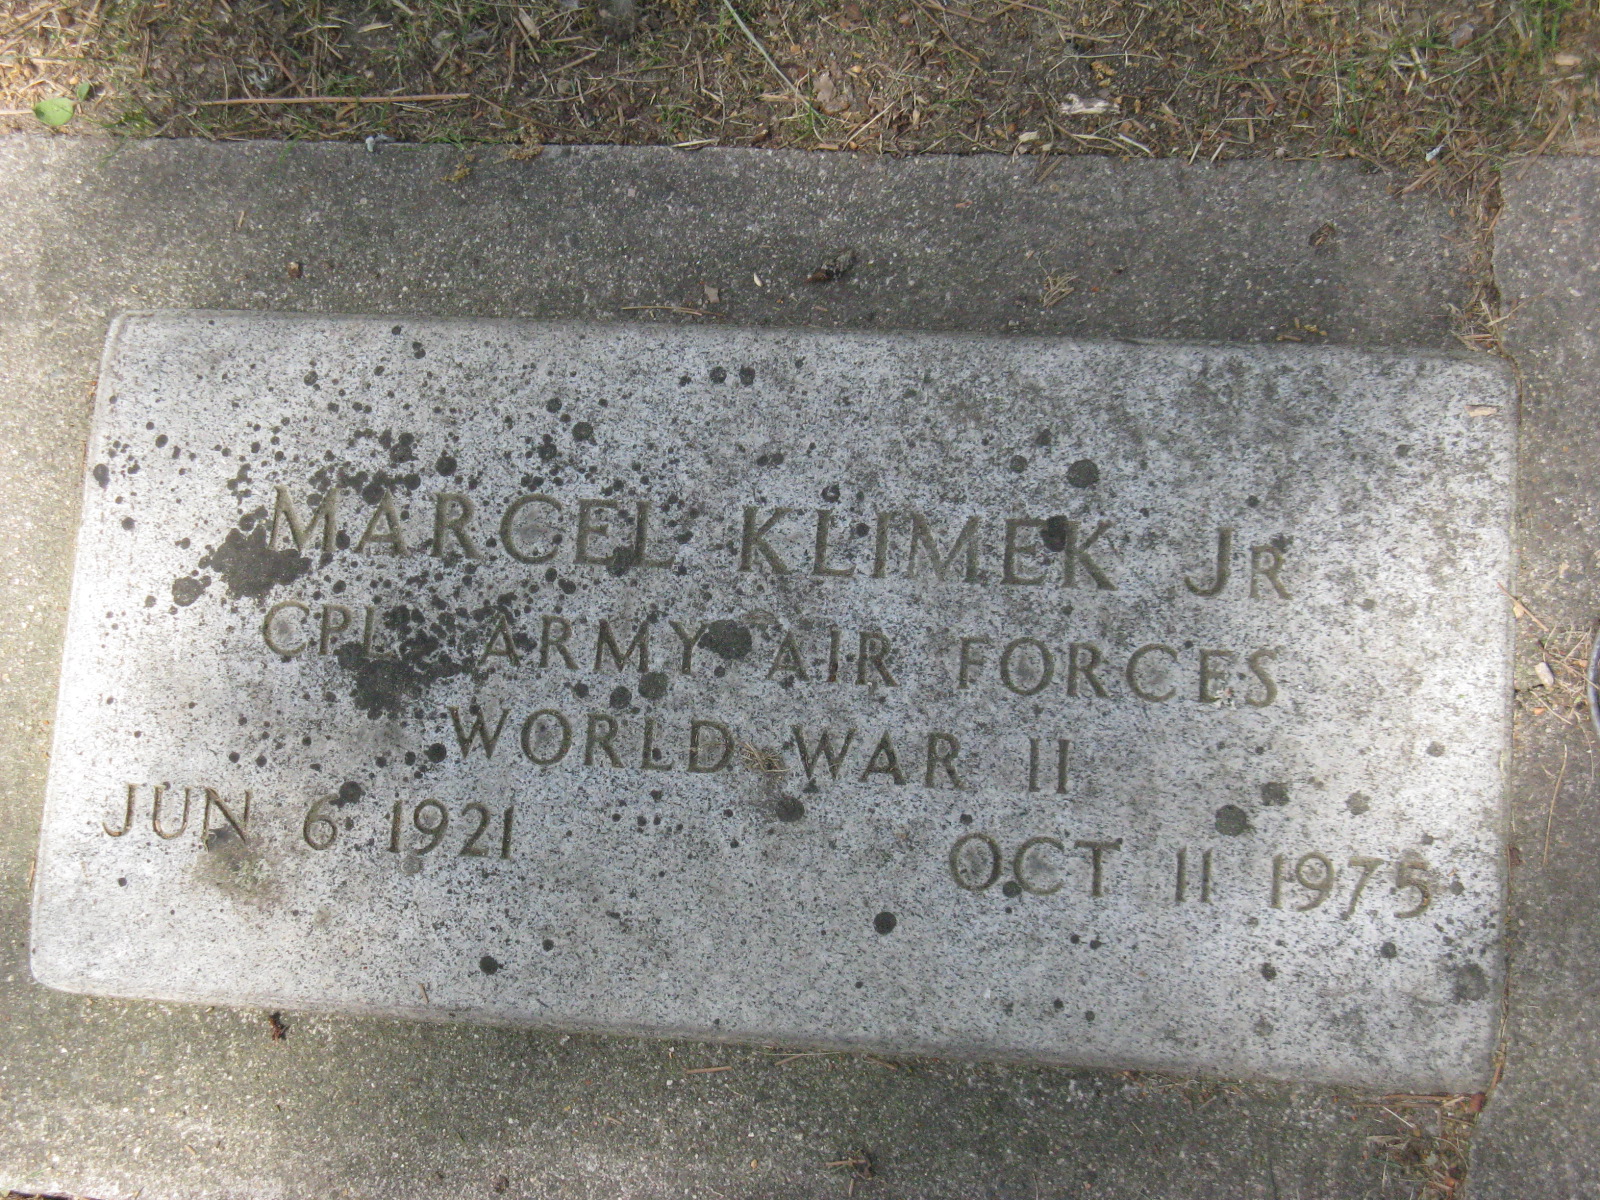 MARCEL KLIMEK JR
CPL ARMY AIR FORCES
WORLD WAR II
JUN 6 1921 OCT 11 1975